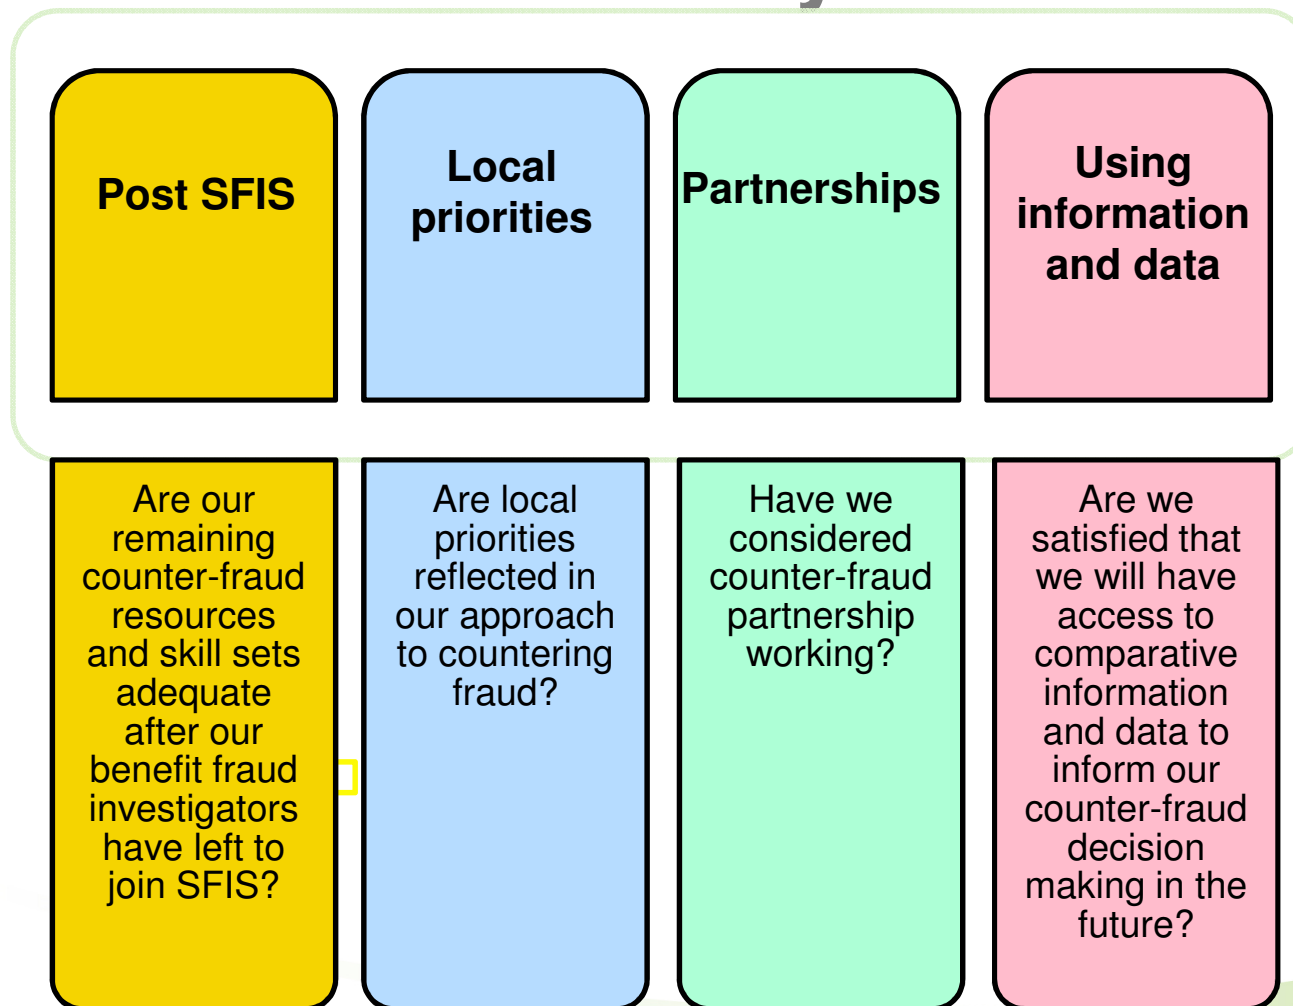 Post SFIS
Local
priorities
Partnerships
Using
information
and data
Are our
remaining
counter-fraud
resources
and skill sets
adequate
after our
benefit fraud
investigators
have left to
join SFIS?
Are local
priorities
reflected in
our approach
to countering
fraud?
Have we
considered
counter-fraud
partnership
working?
Are we
satisfied that
we will have
access to
comparative
information
and data to
inform our
counter-fraud
decision
making in the
future?